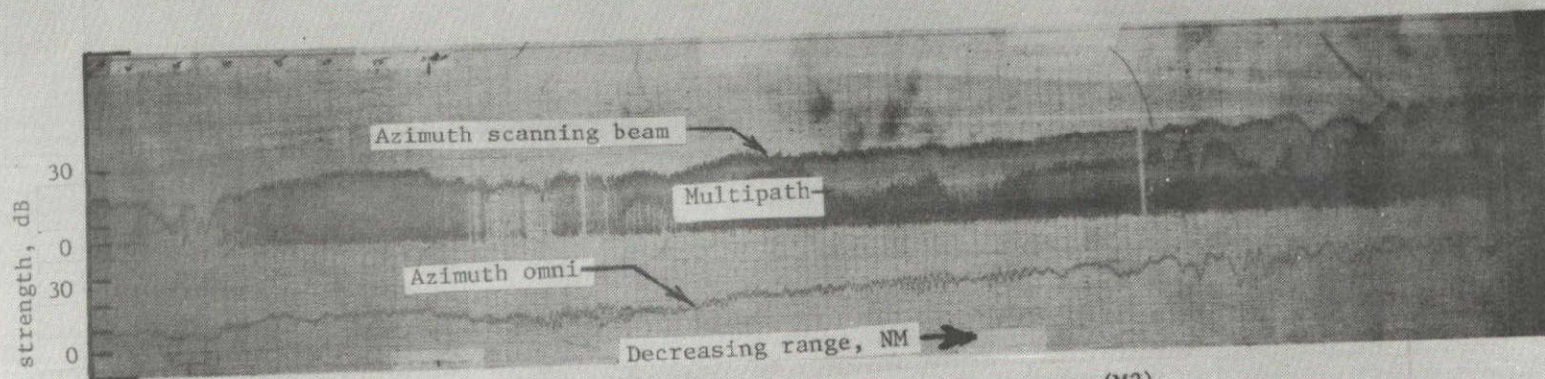 Azimuth scanning beam
30
Multipath
strength, dB
0
Azimuth omni
30
Decreasing range, NM
0